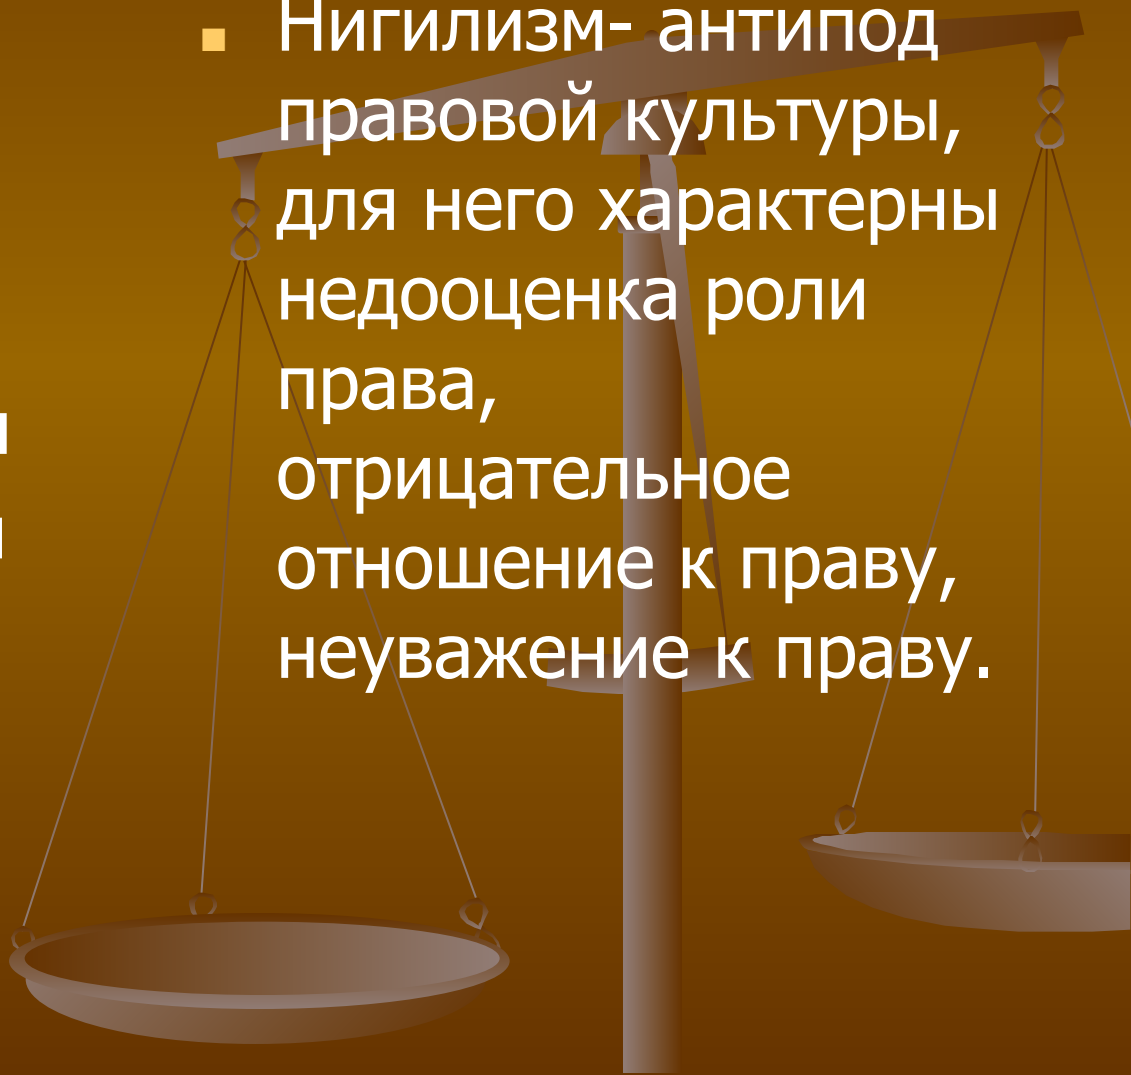 Нигилизм- антипод
правовой культуры,
для него характерны
недооценка роли
права,
отрицательное
отношение к праву,
неуважение к праву.